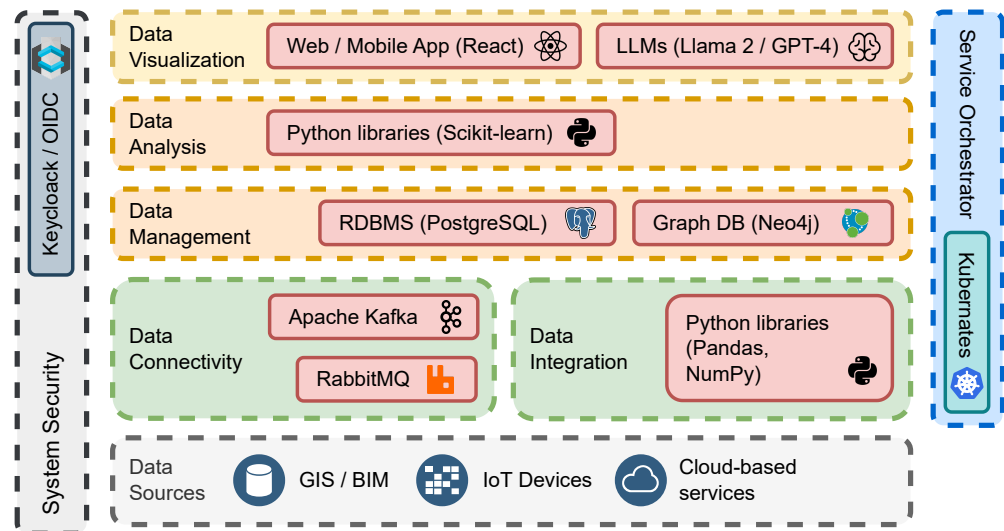 Keycloack / OIDC
System Security
Data
Visualization
Web / Mobile App (React)
LLMs (Llama 2 / GPT-4)
Data
Analysis
Python libraries (Scikit-learn)
Data
Management
RDBMS (PostgreSQL)
Graph DB (Neo4j)
Data
Connectivity
Apache Kafka
RabbitMQ
Data
Integration
Python libraries
(Pandas,
NumPy)
Data
Sources
GIS / BIM
IoT Devices
Cloud-based
services
Service Orchestrator
Kubernates